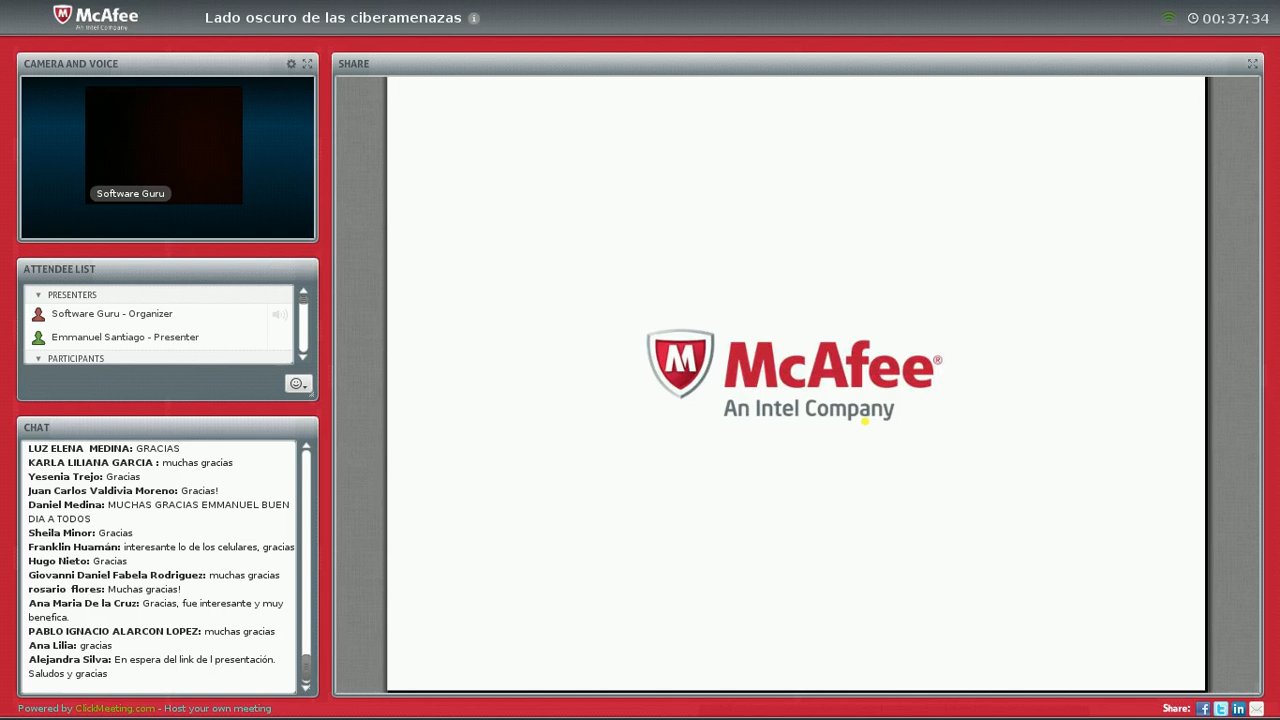 McAfee
An Intel Company
Lado oscuro de las ciberamenazas
00:37:34
CAMERA AND VOICE
Software Guru
ATTENDEE LIST
PRESENTERS
Software Guru - Organizer
Emmanuel Santiago - Presenter
PARTICIPANTS
CHAT
LUZ ELENA MEDINA: GRACIAS
KARLA LILIANA GARCIA : muchas gracias
Yesenia Trejo: Gracias
Juan Carlos Valdivia Moreno: Gracias!
Daniel Medina: MUCHAS GRACIAS EMMANUEL BUEN
DIA A TODOS
Sheila Minor: Gracias
Franklin Huamán: interesante lo de los celulares, gracias
Hugo Nieto: Gracias
Giovanni Daniel Fabela Rodriguez: muchas gracias
rosario flores: Muchas gracias!
Ana Maria De la Cruz: Gracias, fue interesante y muy
benefica.
PABLO IGNACIO ALARCON LOPEZ: muchas gracias
Ana Lilia: gracias
Alejandra Silva: En espera del link de l presentación.
Saludos y gracias
SHARE
McAfee®
An Intel Company
Powered by ClickMeeting.com - Host your own meeting
Share: